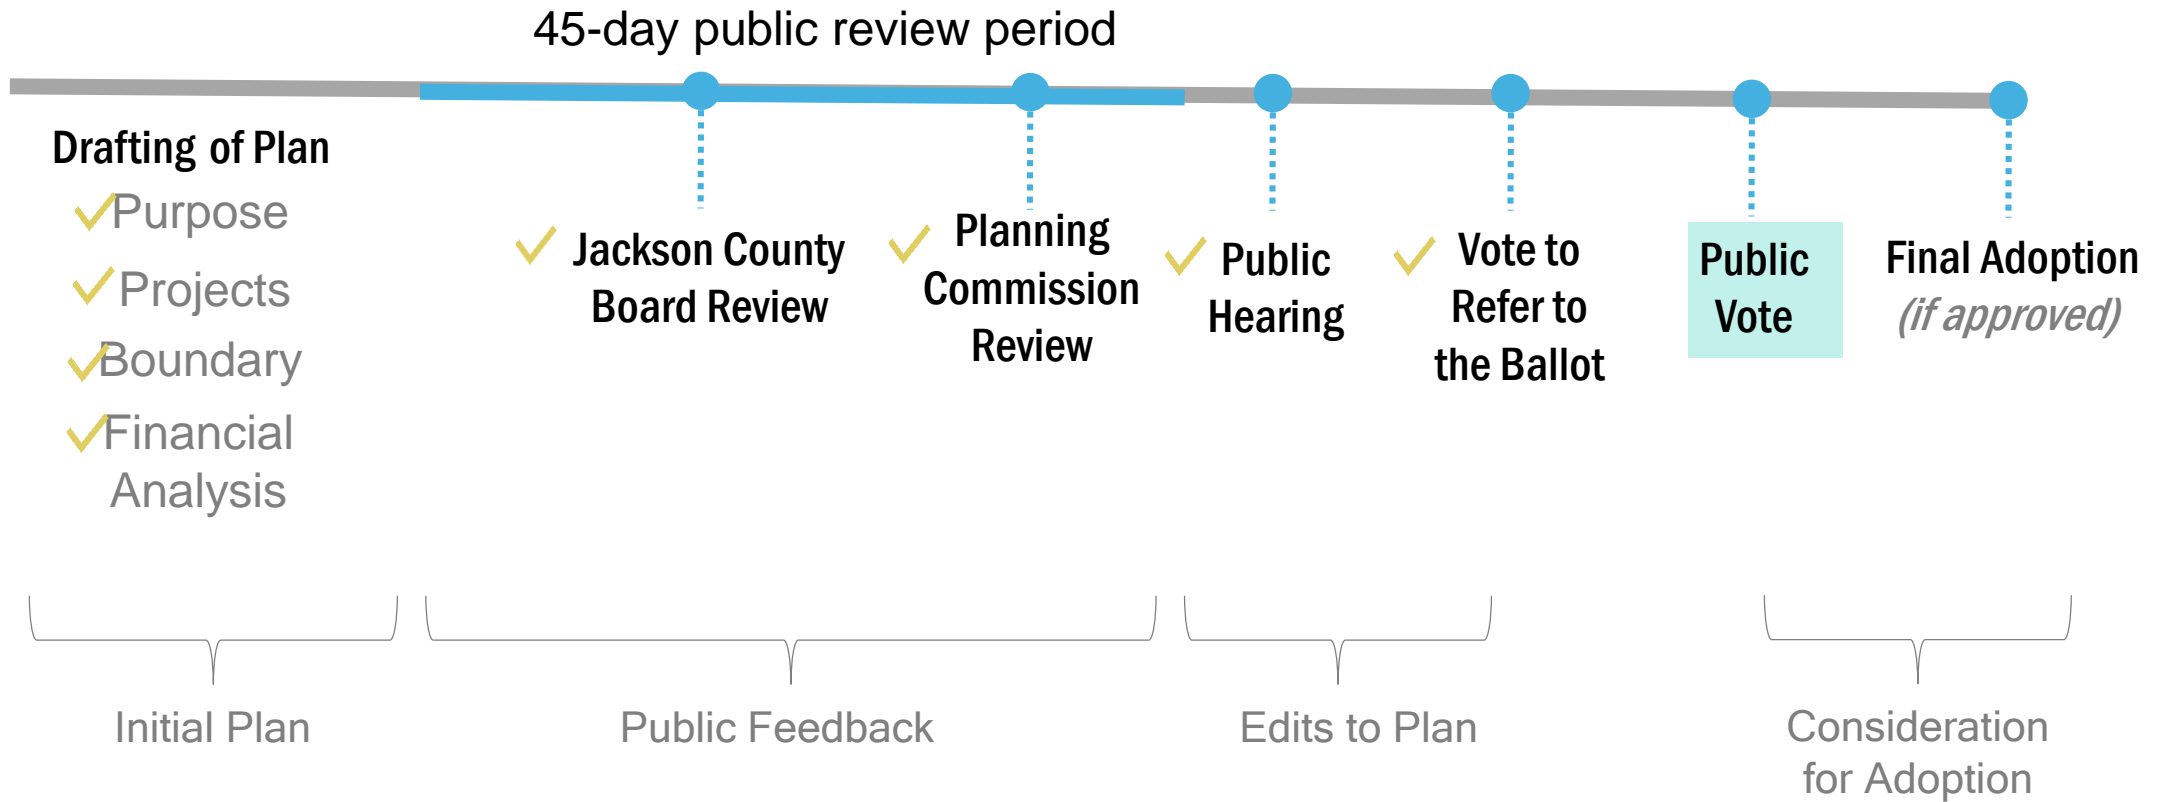 45-day public review period
Drafting of Plan
Purpose
Projects
Boundary
Financial
Analysis
Jackson County
Board Review
Planning
Commission
Review
Public
Hearing
Vote to
Refer to
the Ballot
Public
Vote
Final Adoption
(if approved)
Initial Plan
Public Feedback
Edits to Plan
Consideration
for Adoption